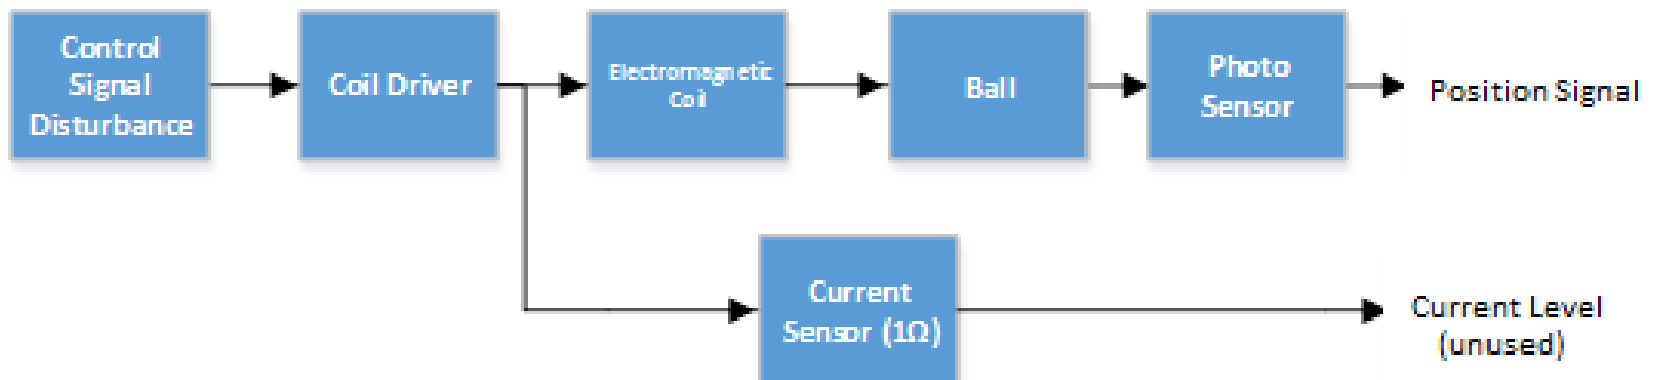 Control
Signal
Disturbance
Coil Driver
Electromagnetic
Coil
Ball
Photo
Sensor
Position Signal
Current
Sensor (1Ω)
Current Level
(unused)